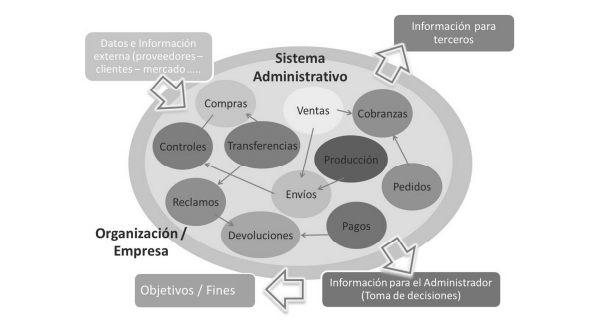 Datos e Información
externa (proveedores –
clientes – mercado …..
Información para
terceros
Sistema
Administrativo
Compras
Ventas
Cobranzas
Controles
Transferencias
Producción
Envíos
Pedidos
Reclamos
Devoluciones
Pagos
Organización /
Empresa
Objetivos / Fines
Información para el Administrador
(Toma de decisiones)